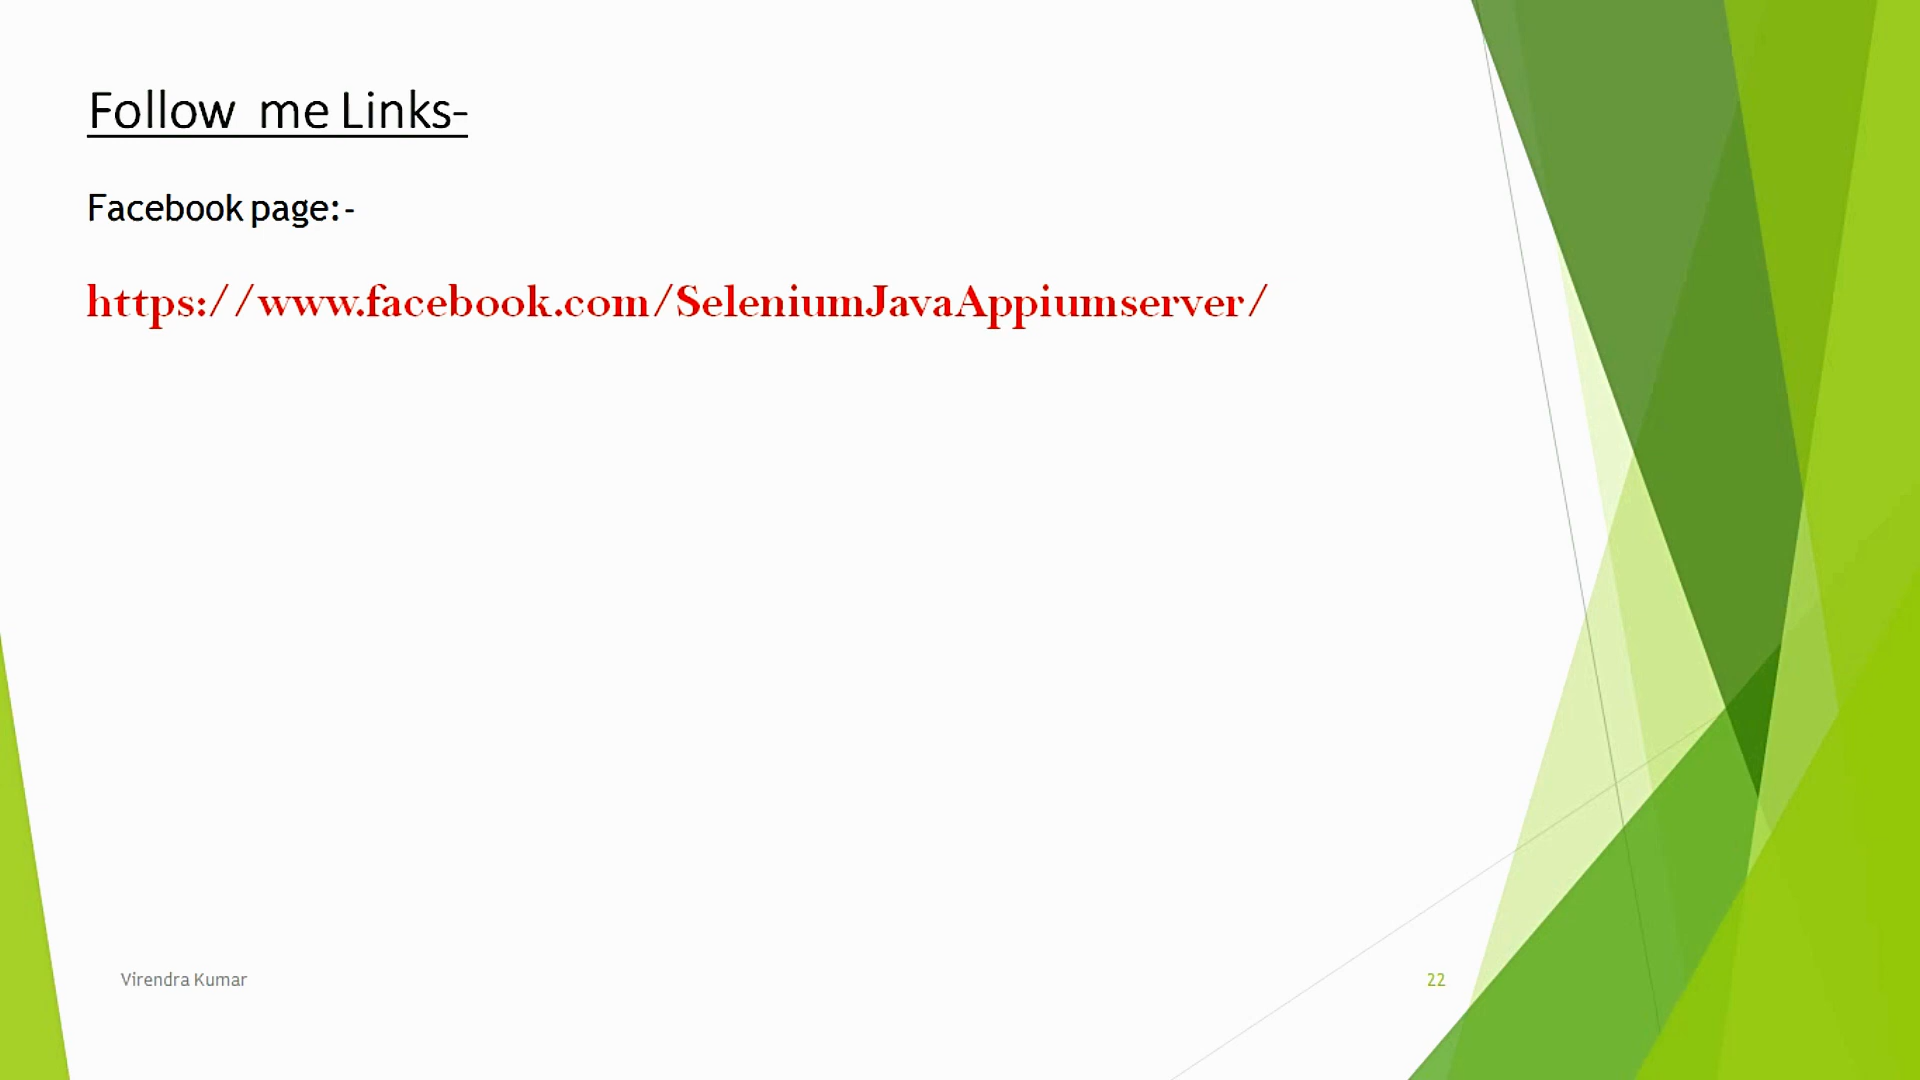 Follow me Links-
Facebook page:-
https://www.facebook.com/SeleniumJavaAppiumserver/
Virendra Kumar
22